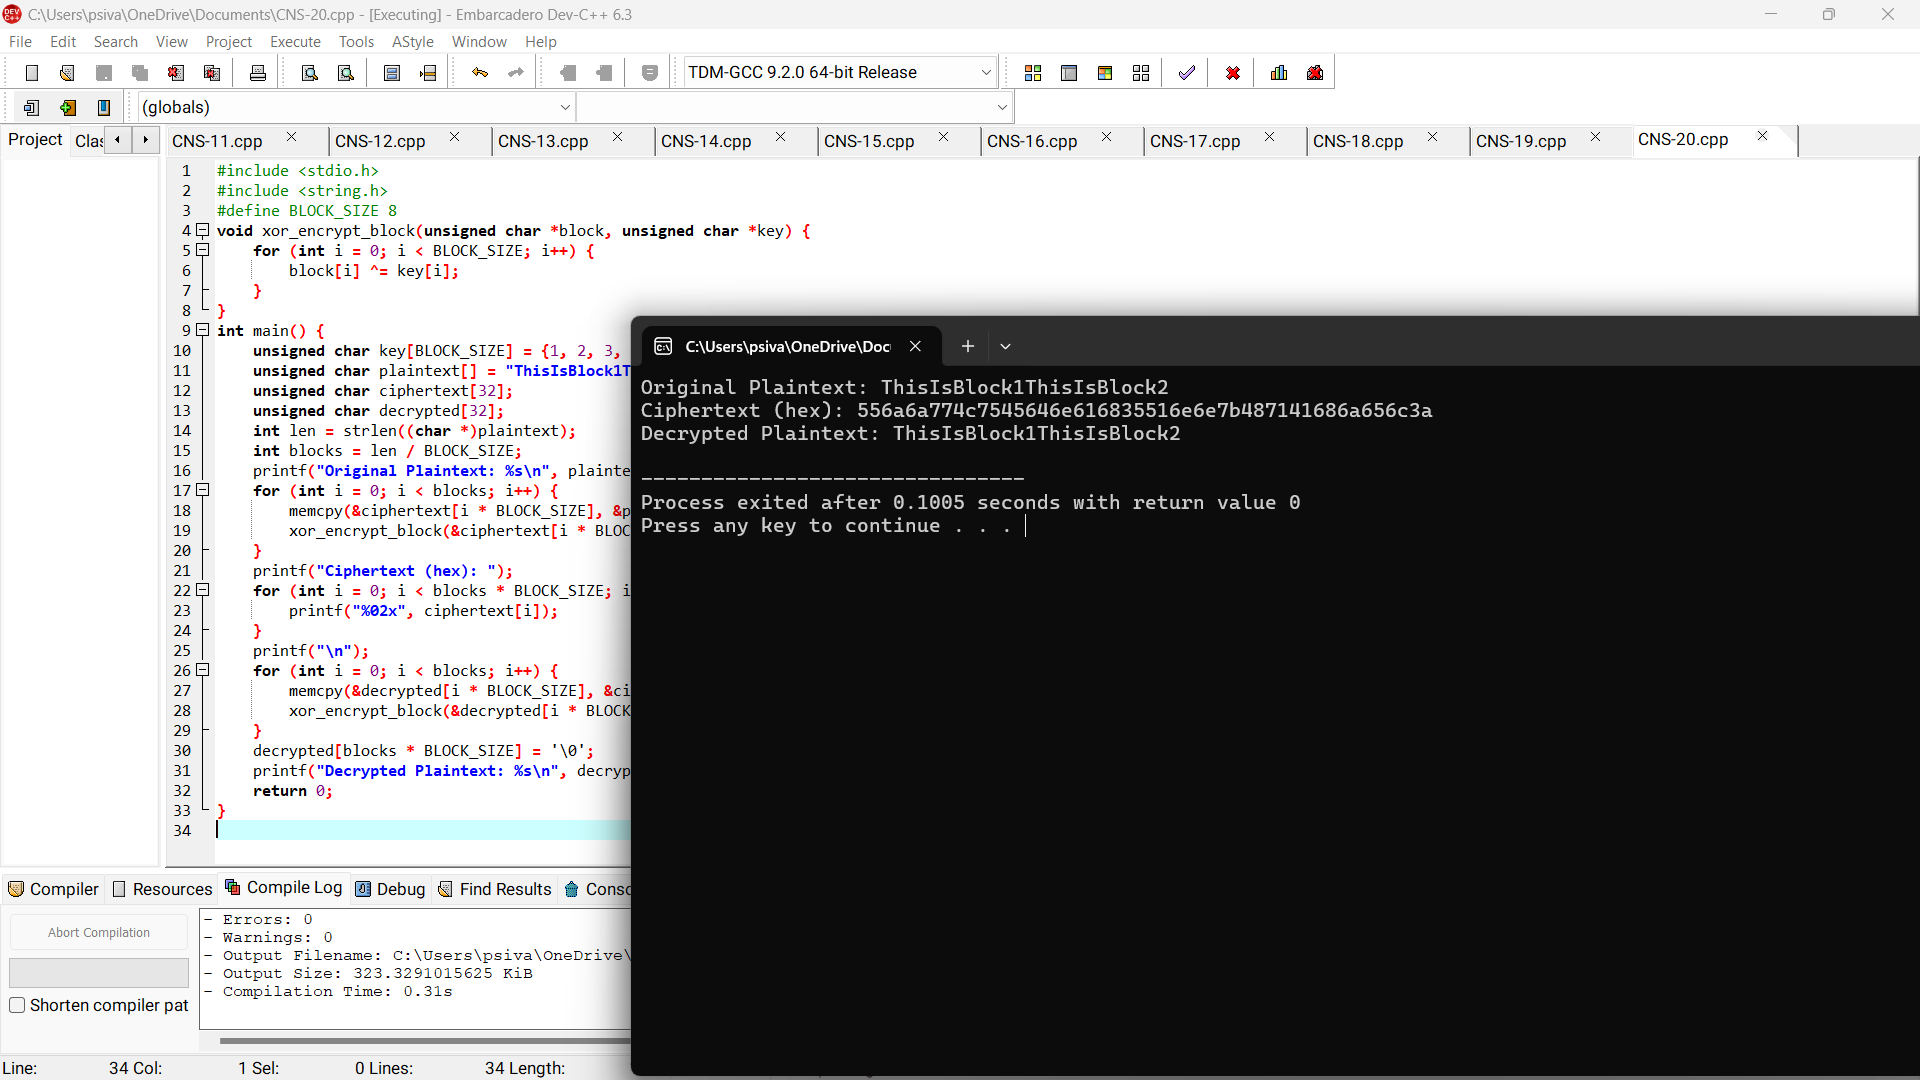 C:\Users\psiva\OneDrive\Documents\CNS-20.cpp - [Executing] - Embarcadero Dev-C++ 6.3
File Edit Search View Project Execute Tools AStyle Window Help
TDM-GCC 9.2.0 64-bit Release
(globals)
Project Clas CNS-11.cpp CNS-12.cpp CNS-13.cpp CNS-14.cpp CNS-15.cpp CNS-16.cpp CNS-17.cpp CNS-18.cpp CNS-19.cpp CNS-20.cpp
1 #include <stdio.h>
2 #include <string.h>
3 #define BLOCK_SIZE 8
4 void xor_encrypt_block(unsigned char *block, unsigned char *key) {
5 for (int i = 0; i < BLOCK_SIZE; i++) {
6 block[i] ^= key[i];
7 }
8 }
9 int main() {
10 unsigned char key[BLOCK_SIZE] = {1, 2, 3,
11 unsigned char plaintext[] = "ThisIsBlock1T
12 unsigned char ciphertext[32];
13 unsigned char decrypted[32];
14 int len = strlen((char *)plaintext);
15 int blocks = len / BLOCK_SIZE;
16 printf("Original Plaintext: %s\n", plainte
17 for (int i = 0; i < blocks; i++) {
18 memcpy(&ciphertext[i * BLOCK_SIZE], &p
19 xor_encrypt_block(&ciphertext[i * BLOC
20 }
21 printf("Ciphertext (hex): ");
22 for (int i = 0; i < blocks * BLOCK_SIZE; i
23 printf("%02x", ciphertext[i]);
24 }
25 printf("\n");
26 for (int i = 0; i < blocks; i++) {
27 memcpy(&decrypted[i * BLOCK_SIZE], &ci
28 xor_encrypt_block(&decrypted[i * BLOCK
29 }
30 decrypted[blocks * BLOCK_SIZE] = '\0';
31 printf("Decrypted Plaintext: %s\n", decryp
32 return 0;
33 }
34
C:\Users\psiva\OneDrive\Doc
Original Plaintext: ThisIsBlock1ThisIsBlock2
Ciphertext (hex): 556a6a774c7545646e616835516e6e7b487141686a656c3a
Decrypted Plaintext: ThisIsBlock1ThisIsBlock2
--------------------------------
Process exited after 0.1005 seconds with return value 0
Press any key to continue . . .
Compiler Resources Compile Log Debug Find Results Conso
Abort Compilation
Shorten compiler pat
- Errors: 0
- Warnings: 0
- Output Filename: C:\Users\psiva\OneDrive\
- Output Size: 323.3291015625 KiB
- Compilation Time: 0.31s
Line: 34 Col: 1 Sel: 0 Lines: 34 Length: